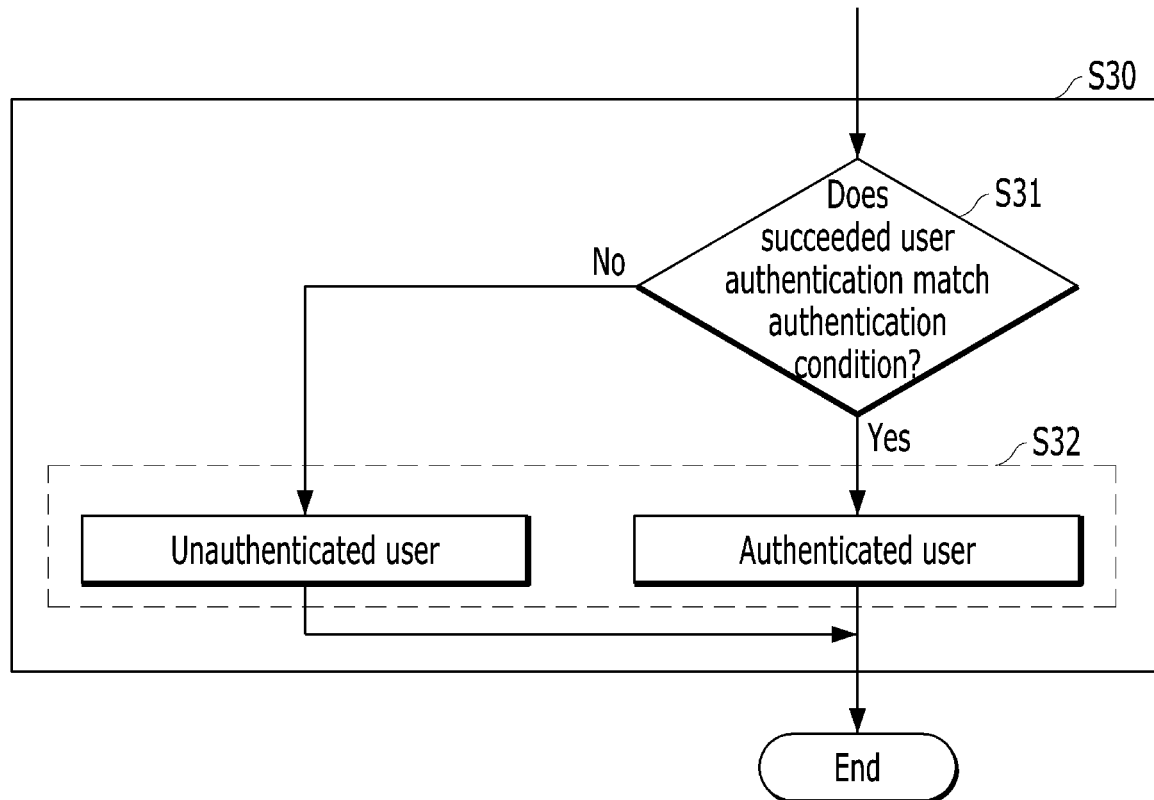 S30
S31
Does
succeeded user
authentication match
authentication
condition?
No
Yes
S32
Unauthenticated user
Authenticated user
End